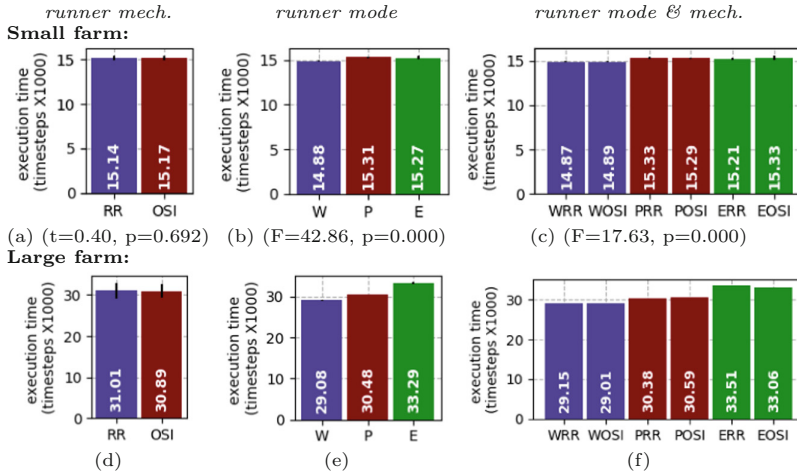 runner mech. runner mode runner mode & mech.
Small farm:
execution time
(timesteps X1000)
15
10
5
0
15.14
15.17
RR OSI
execution time
(timesteps X1000)
15
10
5
0
14.88
15.31
15.27
W P E
execution time
(timesteps X1000)
15
10
5
0
14.87
14.89
15.33
15.29
15.21
15.33
WRR WOSI PRR POSI ERR EOSI
(a) (t=0.40, p=0.692) (b) (F=42.86, p=0.000) (c) (F=17.63, p=0.000)
Large farm:
execution time
(timesteps X1000)
30
20
10
0
31.01
30.89
RR OSI
execution time
(timesteps X1000)
30
20
10
0
29.08
30.48
33.29
W P E
execution time
(timesteps X1000)
30
20
10
0
29.15
29.01
30.38
30.59
33.51
33.06
WRR WOSI PRR POSI ERR EOSI
(d) (e) (f)